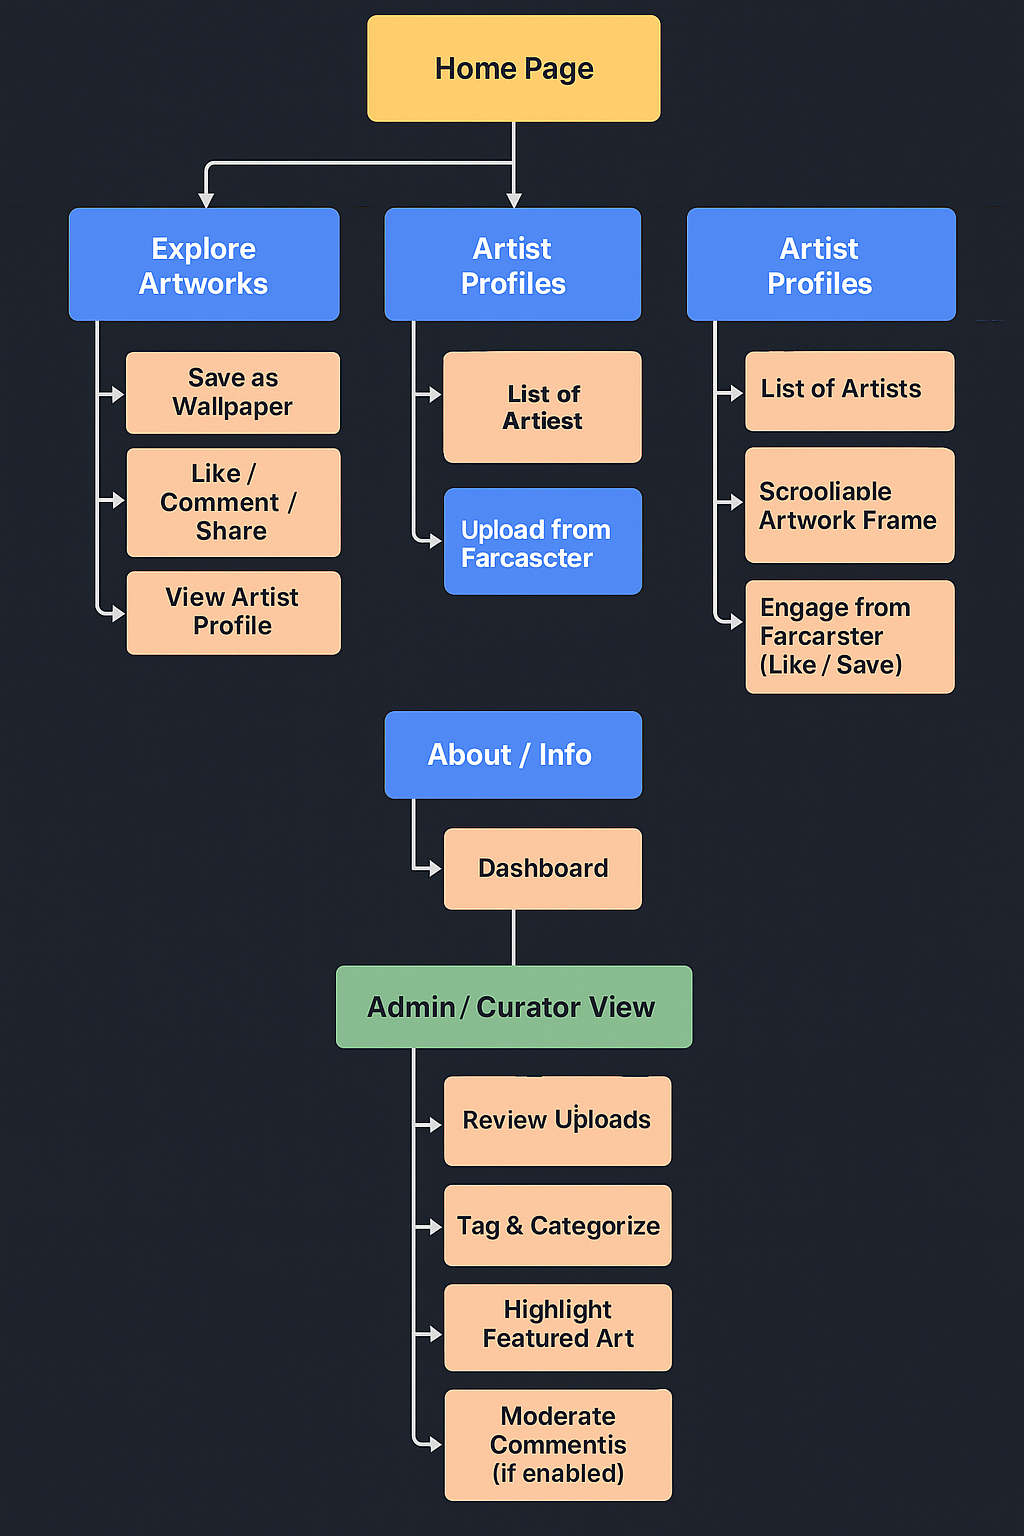 Home Page
Explore
Artworks
Save as
Wallpaper
Like /
Comment /
Share
View Artist
Profile
Artist
Profiles
List of
Artiest
Upload from
Farcascter
Artist
Profiles
List of Artists
Scrooliable
Artwork Frame
Engage from
Farcarster
(Like / Save)
About / Info
Dashboard
Admin / Curator View
Review Uploads
Tag & Categorize
Highlight
Featured Art
Moderate
Commentis
(if enabled)